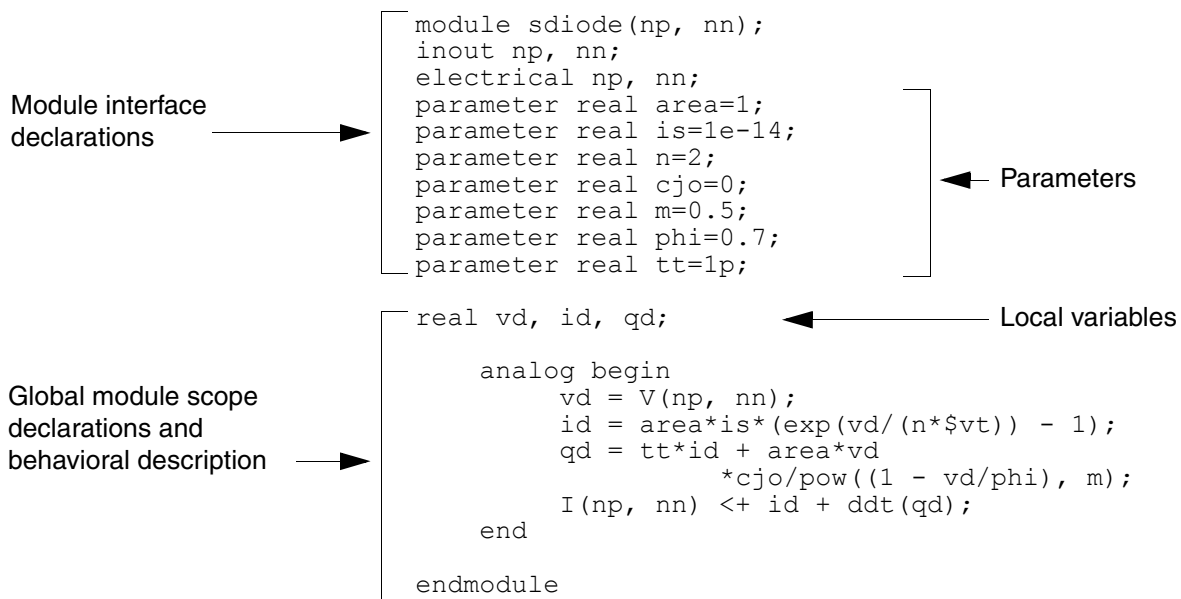 module sdiode(np, nn);
inout np, nn;
electrical np, nn;
Module interface
declarations
parameter real area=1;
parameter real is=1e-14;
parameter real n=2;
parameter real cjo=0;
parameter real m=0.5;
parameter real phi=0.7;
parameter real tt=1p;
Parameters
real vd, id, qd;
Local variables
Global module scope
declarations and
behavioral description
analog begin
vd = V(np, nn);
id = area*is*(exp(vd/(n*$vt)) - 1);
qd = tt*id + area*vd
*cjo/pow((1 - vd/phi), m);
I(np, nn) <+ id + ddt(qd);
end
endmodule